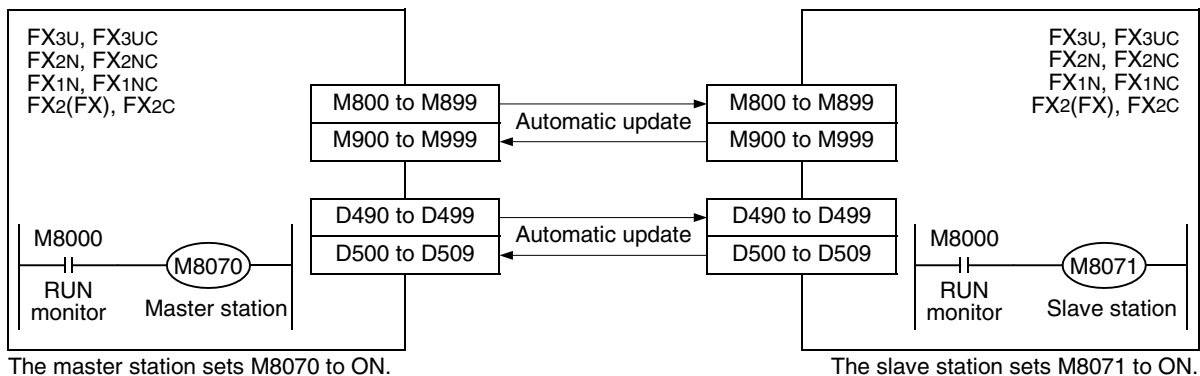 FX3U, FX3UC
FX2N, FX2NC
FX1N, FX1NC
FX2(FX), FX2C
M800 to M899
M900 to M999
D490 to D499
D500 to D509
M8000
M8070
RUN
monitor
Master station
Automatic update
Automatic update
FX3U, FX3UC
FX2N, FX2NC
FX1N, FX1NC
FX2(FX), FX2C
M800 to M899
M900 to M999
D490 to D499
D500 to D509
M8000
M8071
RUN
monitor
Slave station
The master station sets M8070 to ON.
The slave station sets M8071 to ON.